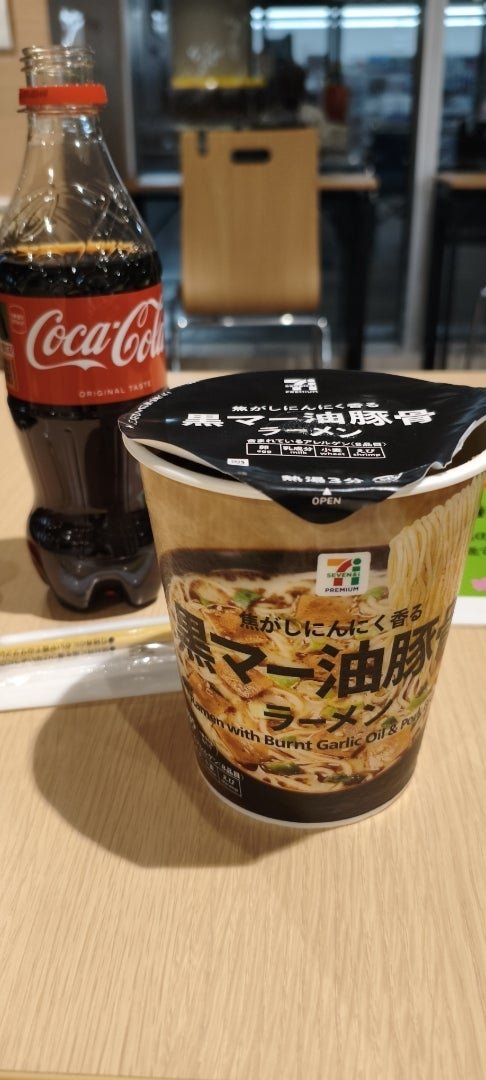 Coca-Cola
ORIGINAL TASTE
PREMIUM
焦がしにんにく香る
黒マー油豚骨
ラーメン
含まれているアレルゲン(8品目)
卵 乳成分 小麦 えび
egg milk wheat shrimp
熱湯3分
OPEN
7i
SEVEN&i
PREMIUM
焦がしにんにく香る
黒マー油豚骨
ラーメン
Ramen with Burnt Garlic Oil &